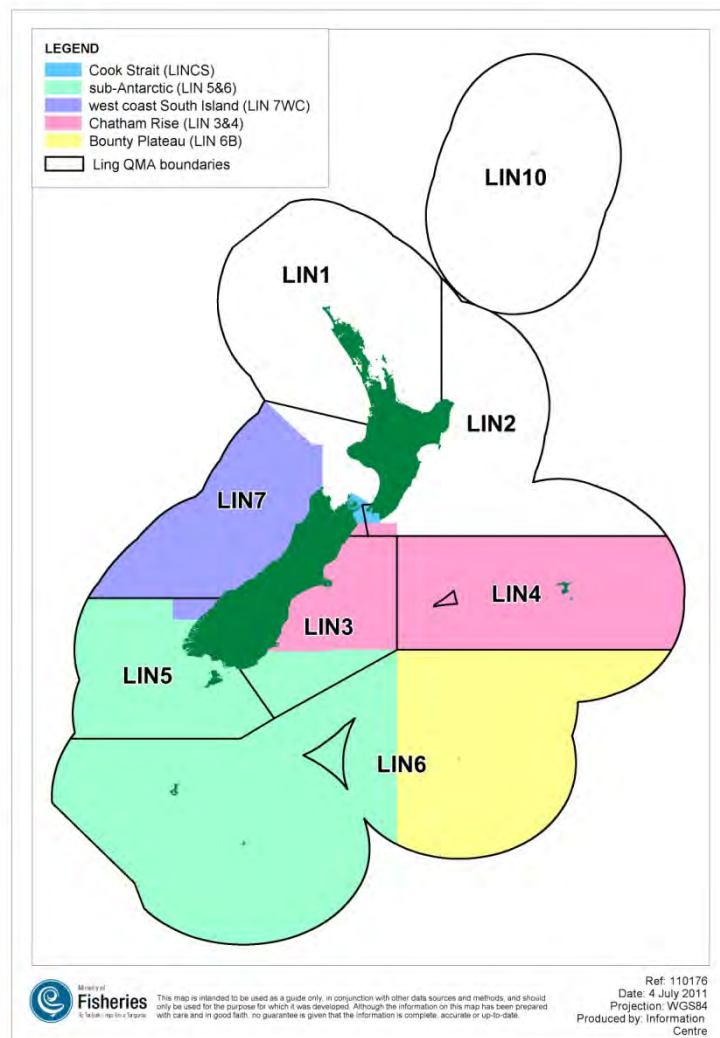 LEGEND
Cook Strait (LINCS)
sub-Antarctic (LIN 5&6)
west coast South Island (LIN 7WC)
Chatham Rise (LIN 3&4)
Bounty Plateau (LIN 6B)
Ling QMA boundaries
LIN10
LIN1
LIN2
LIN7
LIN4
LIN3
LIN5
LIN6
Ministry of
Fisheries
This map is intended to be used as a guide only, in conjunction with other data sources and methods, and should
only be used for the purpose for which it was developed. Although the information on this map has been prepared
with care and in good faith, no guarantee is given that the information is complete, accurate or up-to-date.
Ref: 110176
Date: 4 July 2011
Projection: WGS84
Produced by: Information
Centre